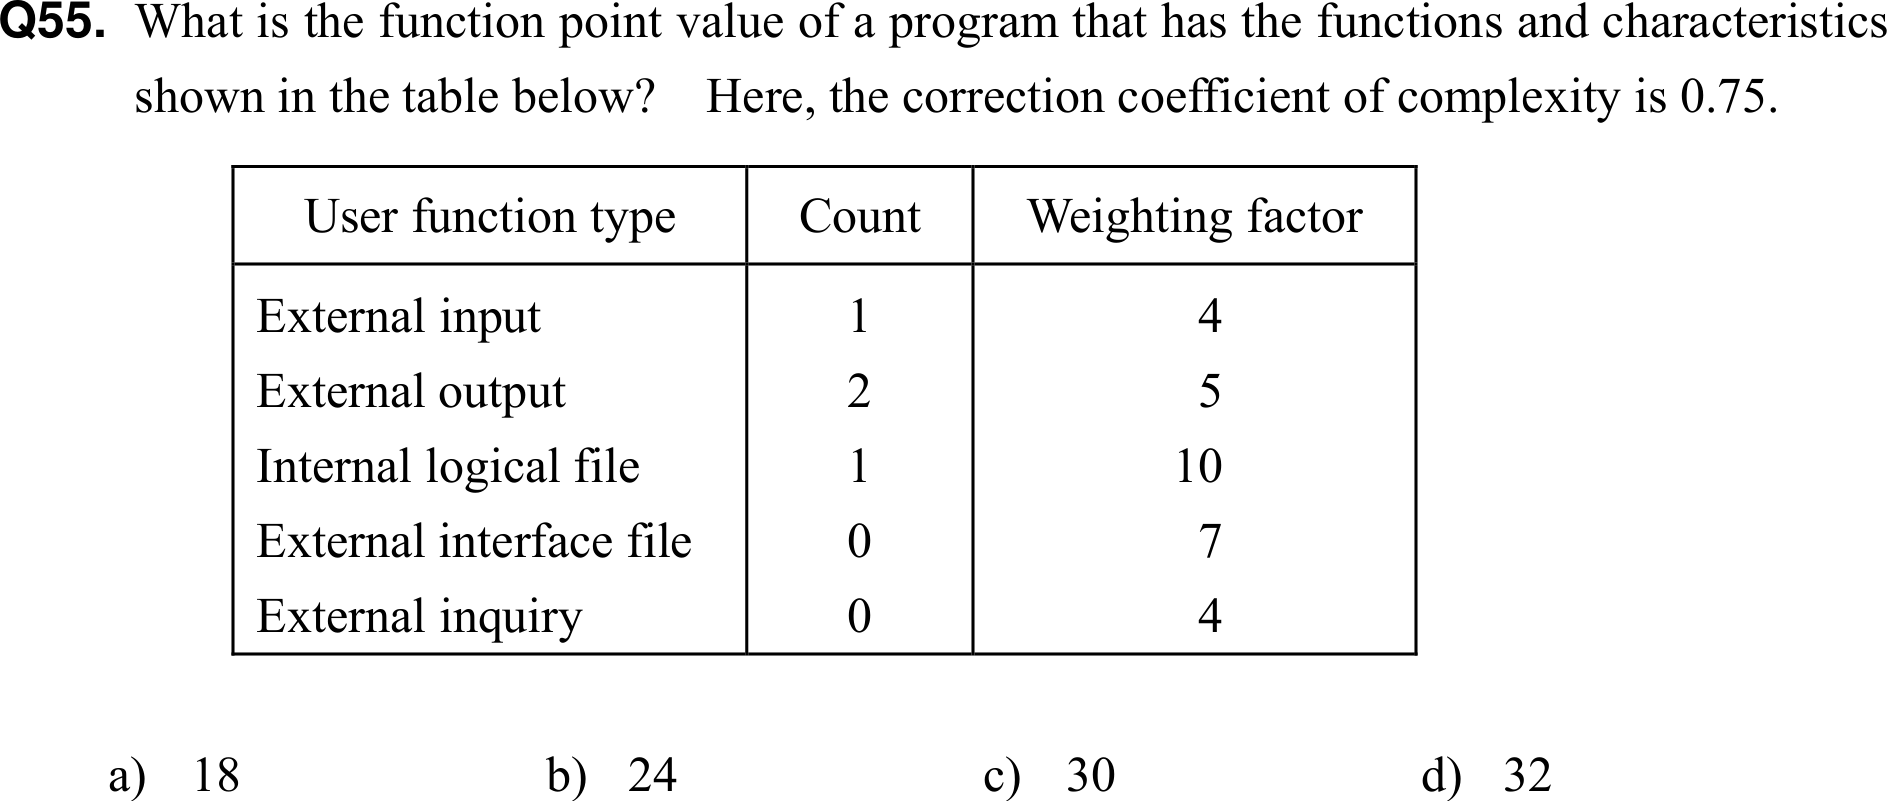 Q55. What is the function point value of a program that has the functions and characteristics
shown in the table below? Here, the correction coefficient of complexity is 0.75.
User function type Count Weighting factor
External input 1 4
External output 2 5
Internal logical file 1 10
External interface file 0 7
External inquiry 0 4
a) 18 b) 24 c) 30 d) 32